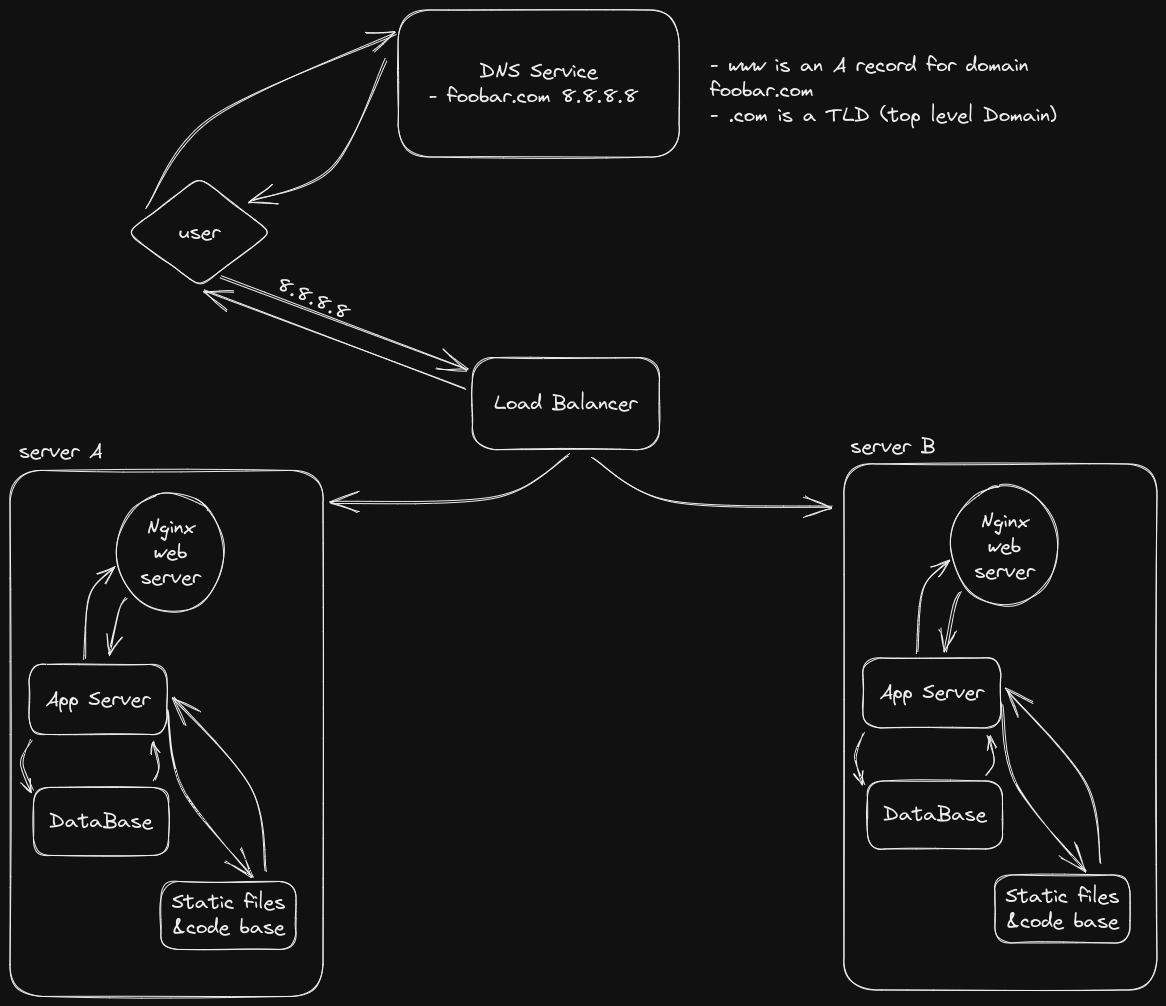 DNS Service
- foobar.com 8.8.8.8
- www is an A record for domain
foobar.com
- .com is a TLD (top level Domain)
user
8.8.8.8
Load Balancer
server A
Nginx
web
server
App Server
DataBase
Static files
&code base
server B
Nginx
web
server
App Server
DataBase
Static files
&code base